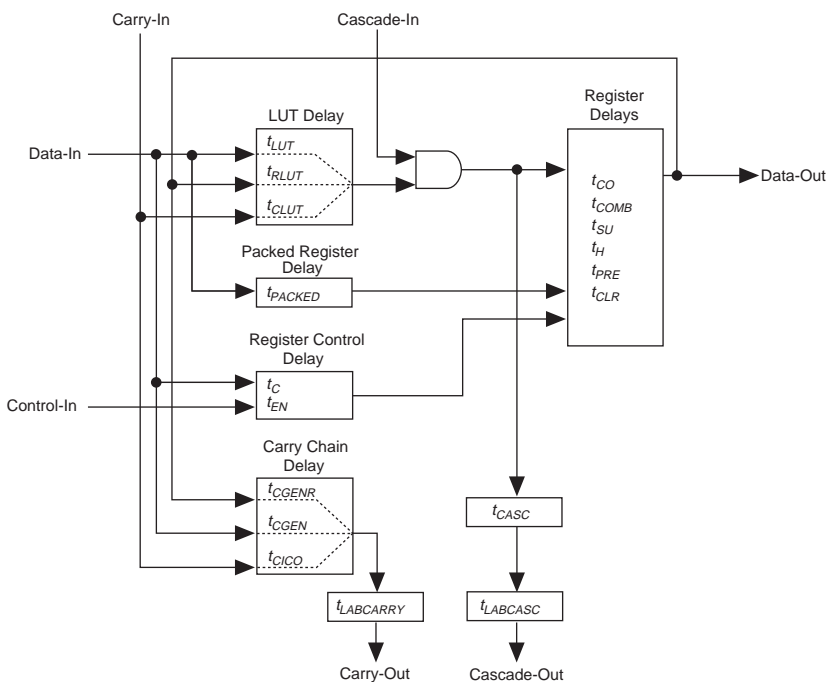 Carry-In
Cascade-In
LUT Delay
Register
Delays
Data-In
tLUT
tRLUT
tCLUT
tCO
tCOMB
tSU
tH
tPRE
tCLR
Data-Out
Packed Register
Delay
tPACKED
Register Control
Delay
tC
tEN
Control-In
Carry Chain
Delay
tCGENR
tCGEN
tCICO
tCASC
tLABCARRY
tLABCASC
Carry-Out
Cascade-Out